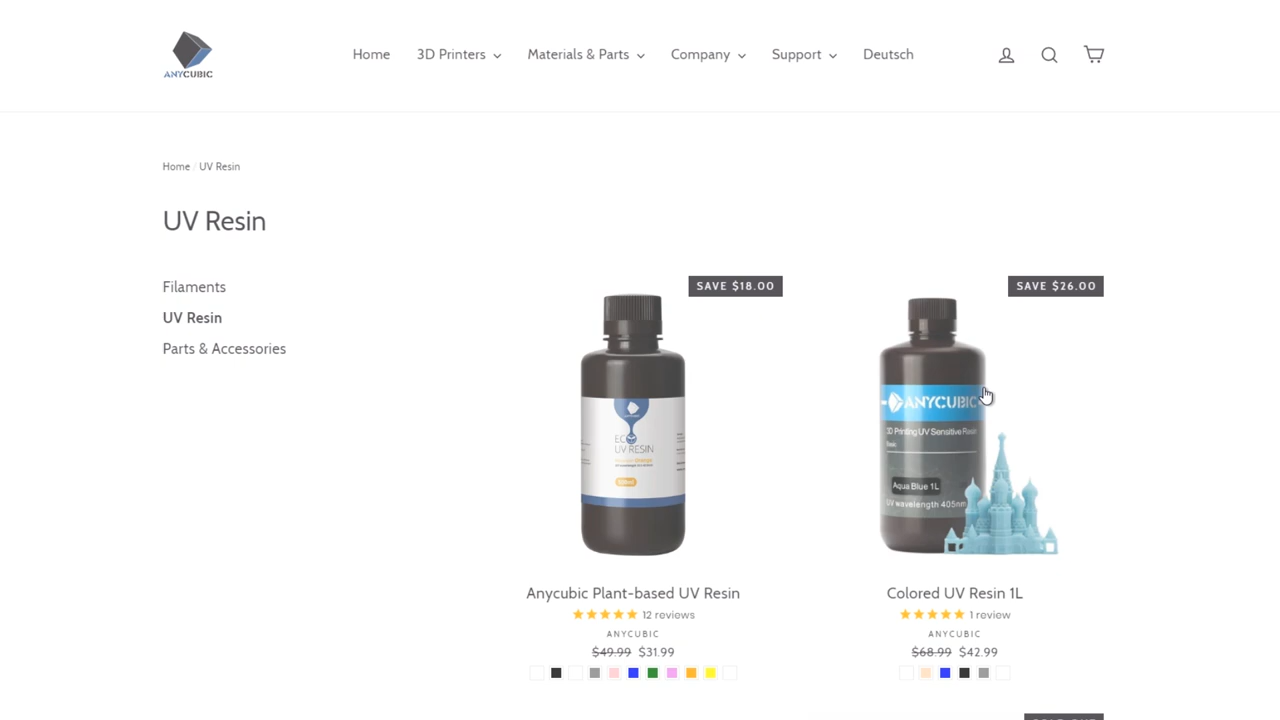 ANYCUBIC
Home
3D Printers
Materials & Parts
Company
Support
Deutsch
Home / UV Resin
UV Resin
Filaments
UV Resin
Parts & Accessories
SAVE $18.00
ECO
UV RESIN
Anycubic Plant-based UV Resin
12 reviews
ANYCUBIC
$49.99 $31.99
SAVE $26.00
ANYCUBIC
3D Printing UV Sensitive Resin
Basic
Aqua Blue 1L
UV wavelength 405nm
Colored UV Resin 1L
1 review
ANYCUBIC
$68.99 $42.99